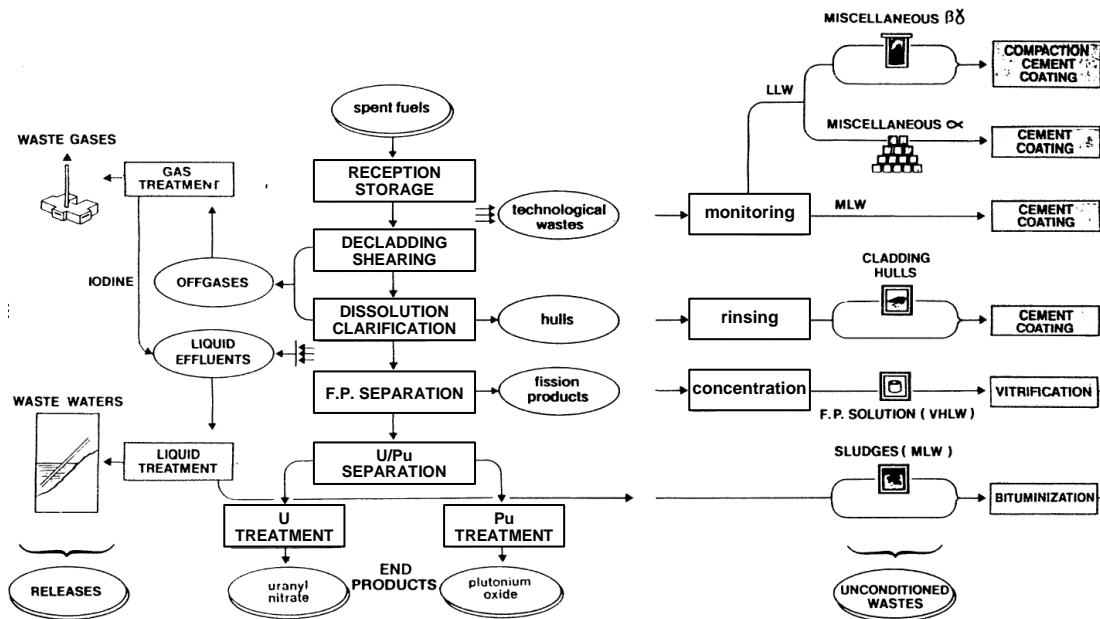 MISCELLANEOUS βγ
COMPACTION
CEMENT
COATING
LLW
spent fuels
MISCELLANEOUS ∝
CEMENT
COATING
WASTE GASES
GAS
TREATMENT
RECEPTION
STORAGE
technological
wastes
monitoring
MLW
CEMENT
COATING
DECLADDING
SHEARING
CLADDING
HULLS
IODINE
OFFGASES
DISSOLUTION
CLARIFICATION
hulls
rinsing
CEMENT
COATING
LIQUID
EFFLUENTS
F.P. SEPARATION
fission
products
concentration
VITRIFICATION
F.P. SOLUTION ( VHLW )
WASTE WATERS
LIQUID
TREATMENT
U/Pu
SEPARATION
SLUDGES ( MLW )
BITUMINIZATION
U
TREATMENT
Pu
TREATMENT
RELEASES
uranyl
nitrate
END
PRODUCTS
plutonium
oxide
UNCONDITIONED
WASTES